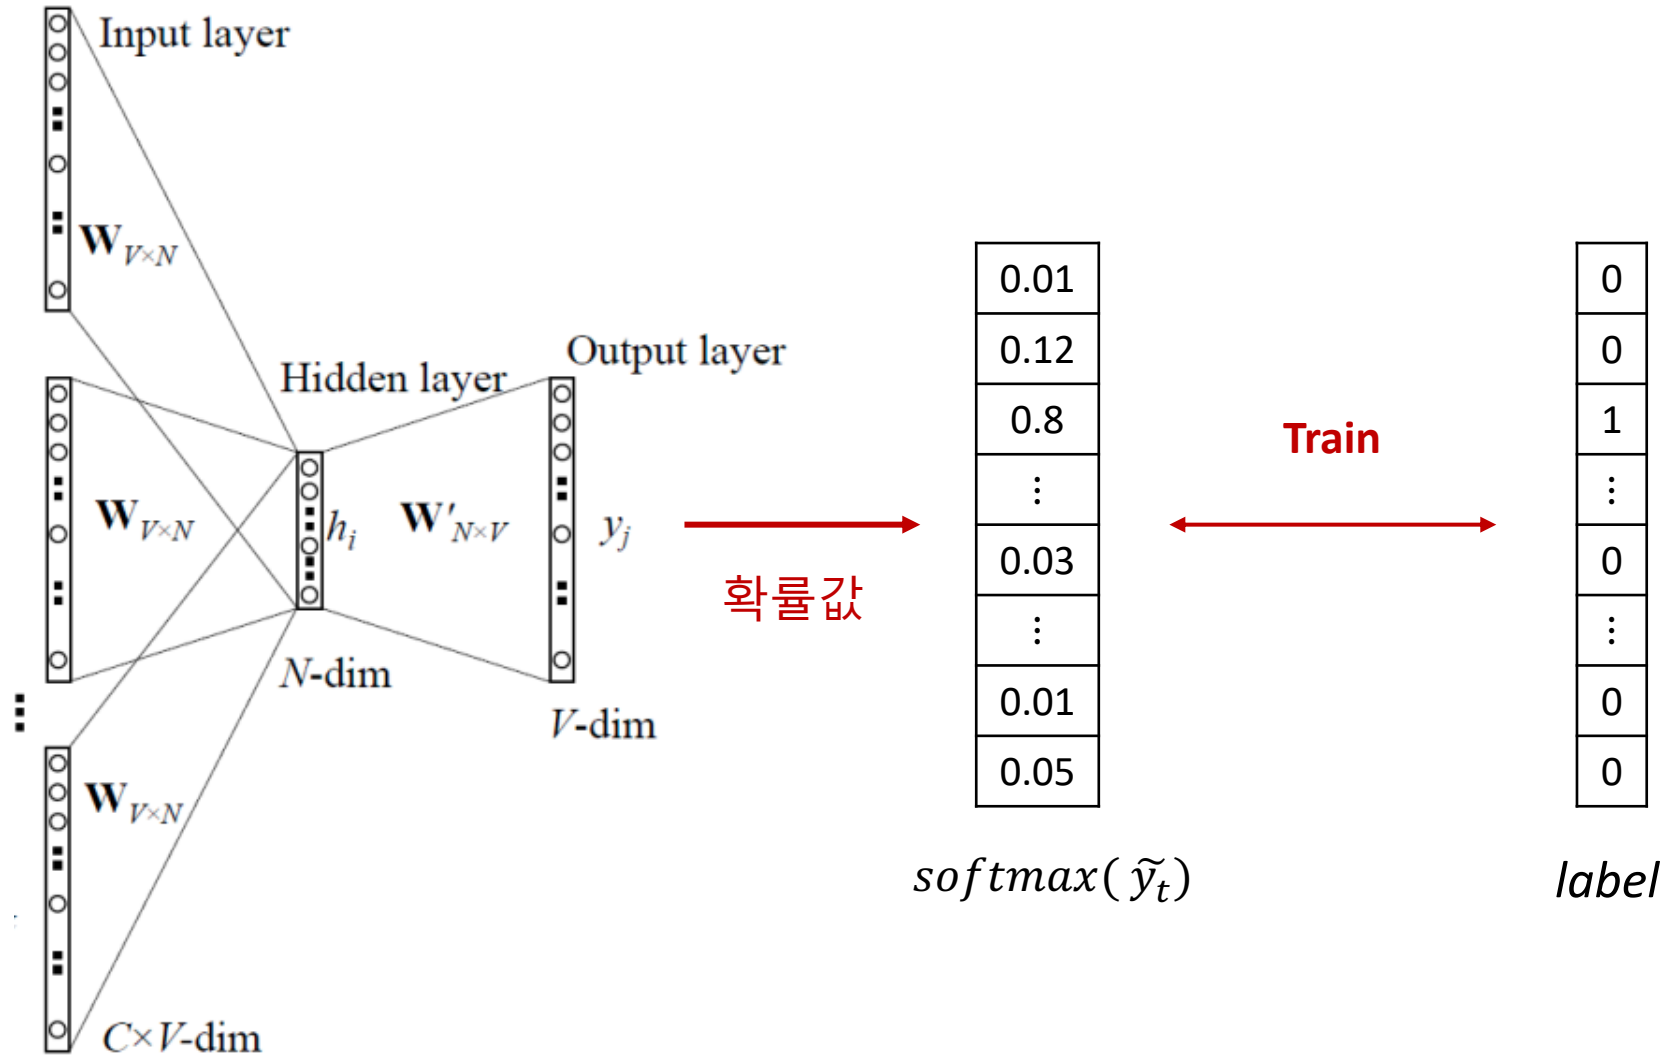 Input layer
W_{V×N}
Hidden layer
Output layer
W_{V×N}
h_i
W'_{N×V}
y_j
N-dim
V-dim
W_{V×N}
C×V-dim
확률값
0.01
0.12
0.8
⋮
0.03
⋮
0.01
0.05
softmax( ỹ_t)
Train
0
0
1
⋮
0
⋮
0
0
label